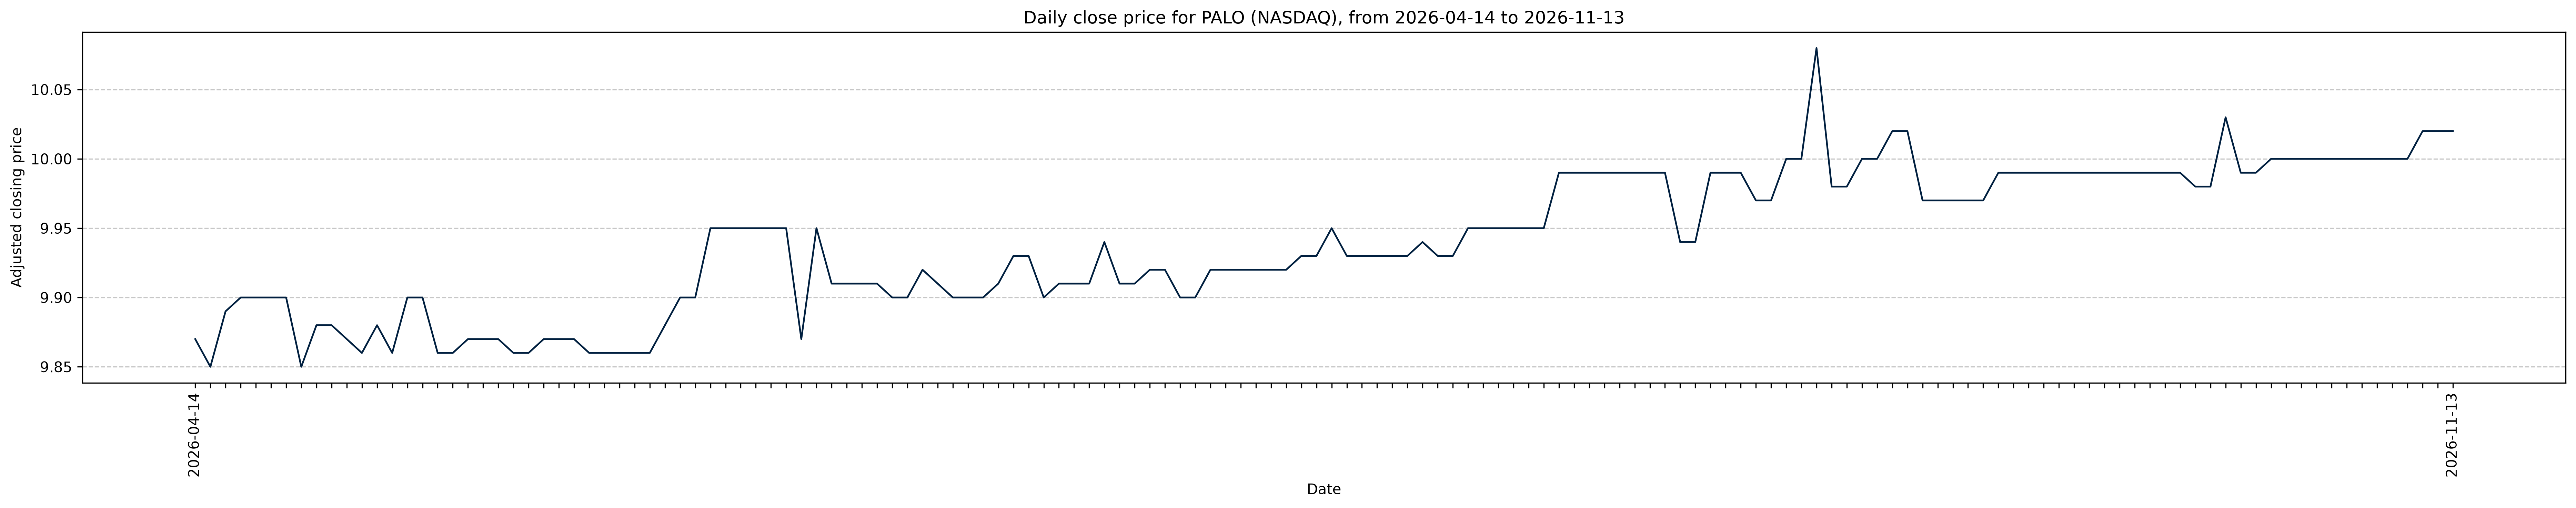 Daily close price for PALO (NASDAQ), from 2026-04-14 to 2026-11-13
Adjusted closing price
10.05
10.00
9.95
9.90
9.85
2026-04-14
2026-11-13
Date